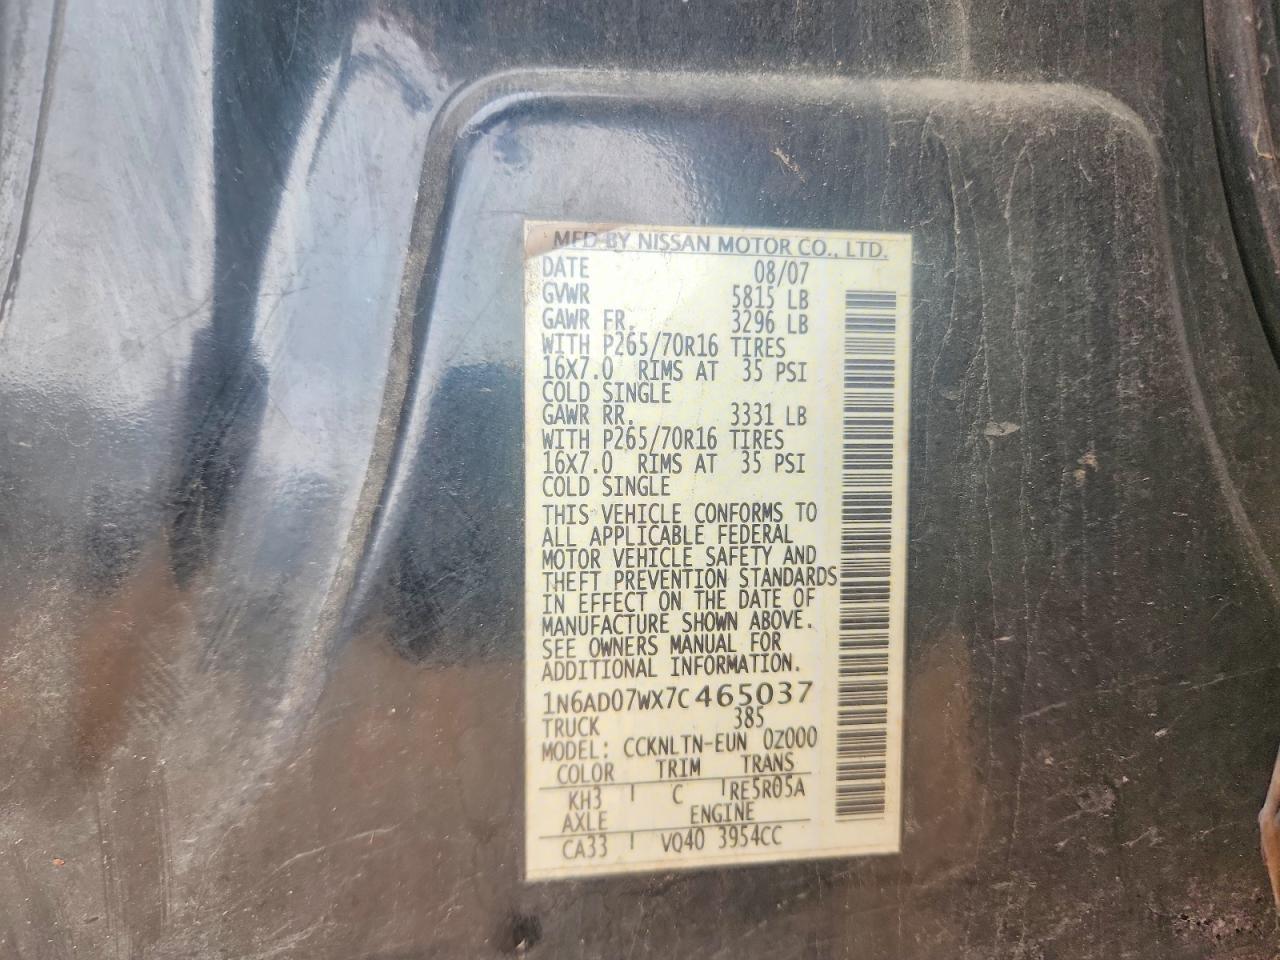 MFD BY NISSAN MOTOR CO., LTD.
DATE 08/07
GVWR 5815 LB
GAWR FR. 3296 LB
WITH P265/70R16 TIRES
16X7.0 RIMS AT 35 PSI
COLD SINGLE
GAWR RR. 3331 LB
WITH P265/70R16 TIRES
16X7.0 RIMS AT 35 PSI
COLD SINGLE
THIS VEHICLE CONFORMS TO
ALL APPLICABLE FEDERAL
MOTOR VEHICLE SAFETY AND
THEFT PREVENTION STANDARDS
IN EFFECT ON THE DATE OF
MANUFACTURE SHOWN ABOVE.
SEE OWNERS MANUAL FOR
ADDITIONAL INFORMATION.
1N6AD07WX7C465037
TRUCK 385
MODEL: CCKNLTN-EUN 0Z000
COLOR TRIM TRANS
KH3 C RE5R05A
AXLE ENGINE
CA33 VQ40 3954CC